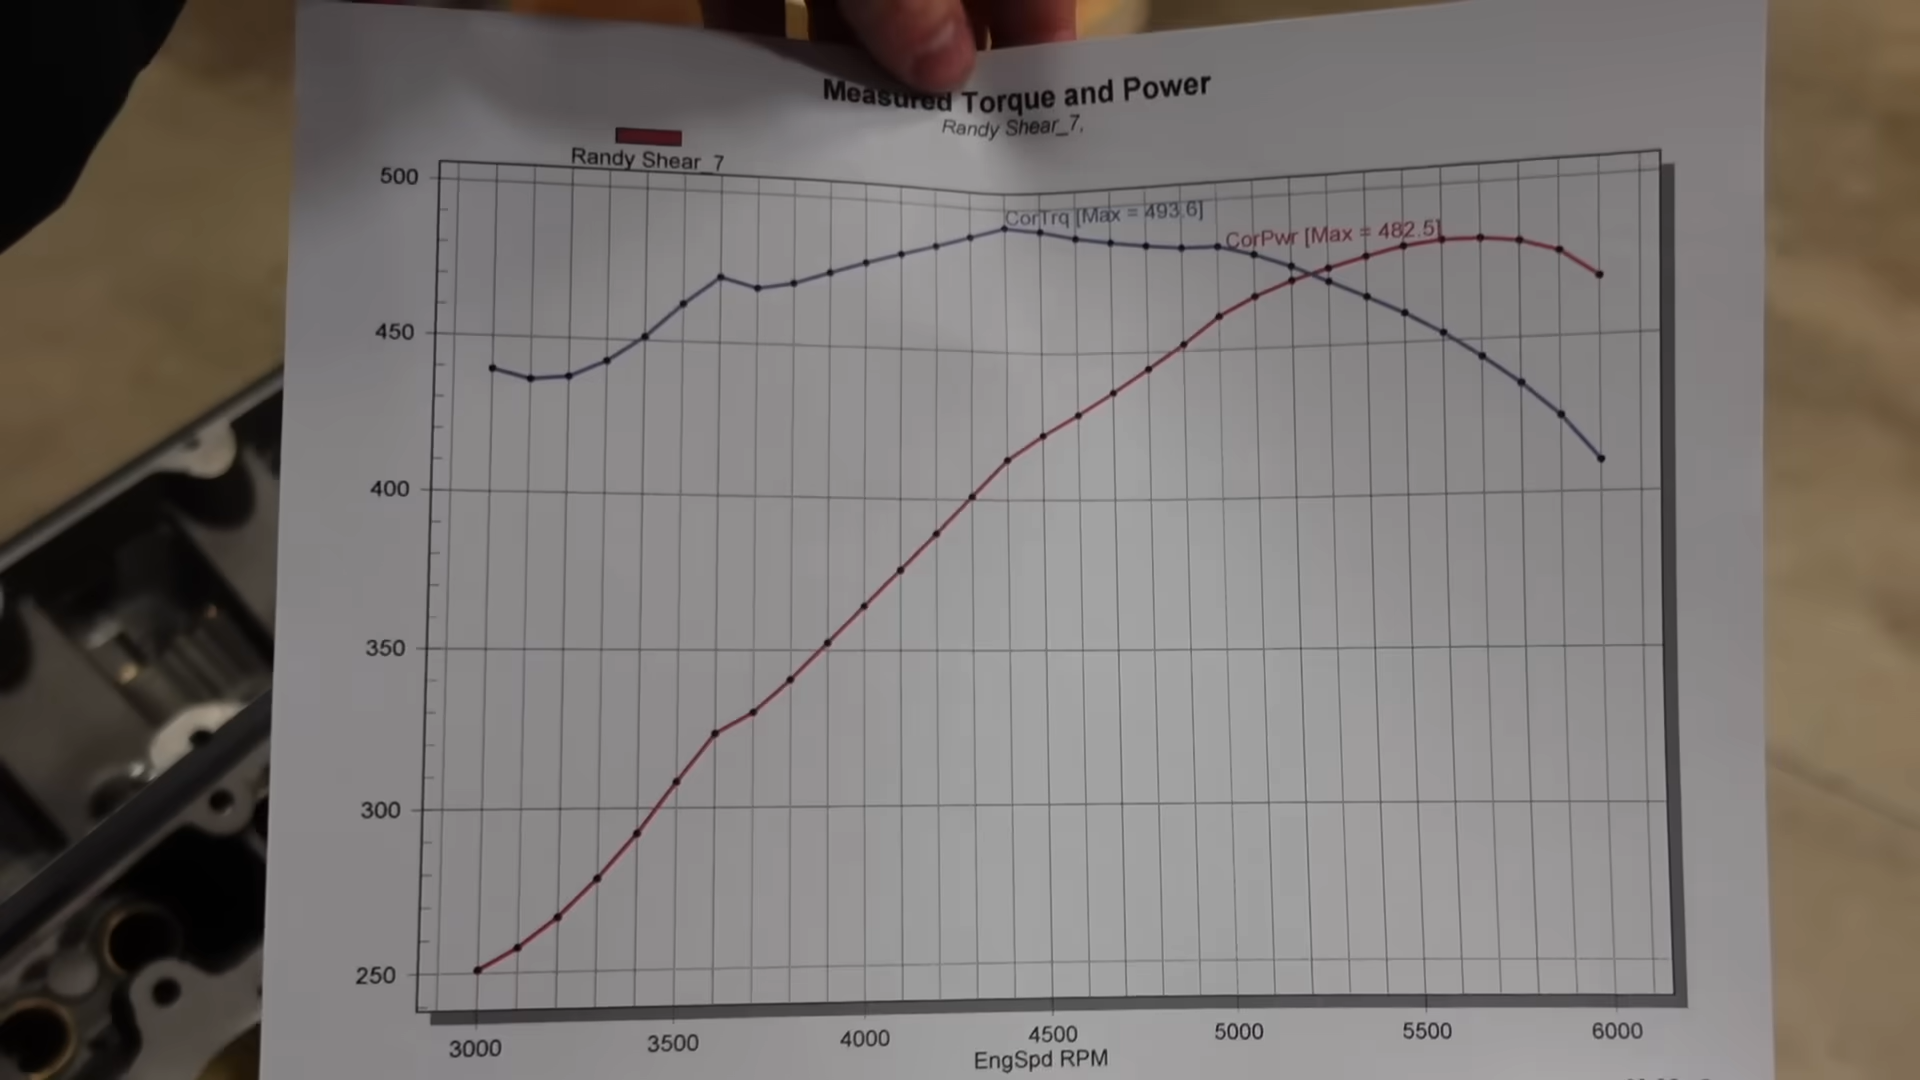 Measured Torque and Power
Randy Shear_7,
Randy Shear_7
500
CorTrq [Max = 493.6]
CorPwr [Max = 482.5]
450
400
350
300
250
3000 3500 4000 4500 5000 5500 6000
EngSpd RPM